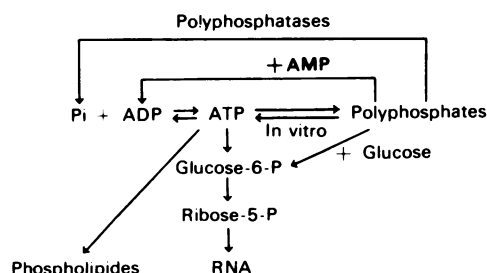 Polyphosphatases
+ AMP
Pi + ADP ATP Polyphosphates
In vitro
+ Glucose
Glucose-6-P
Ribose-5-P
Phospholipides RNA